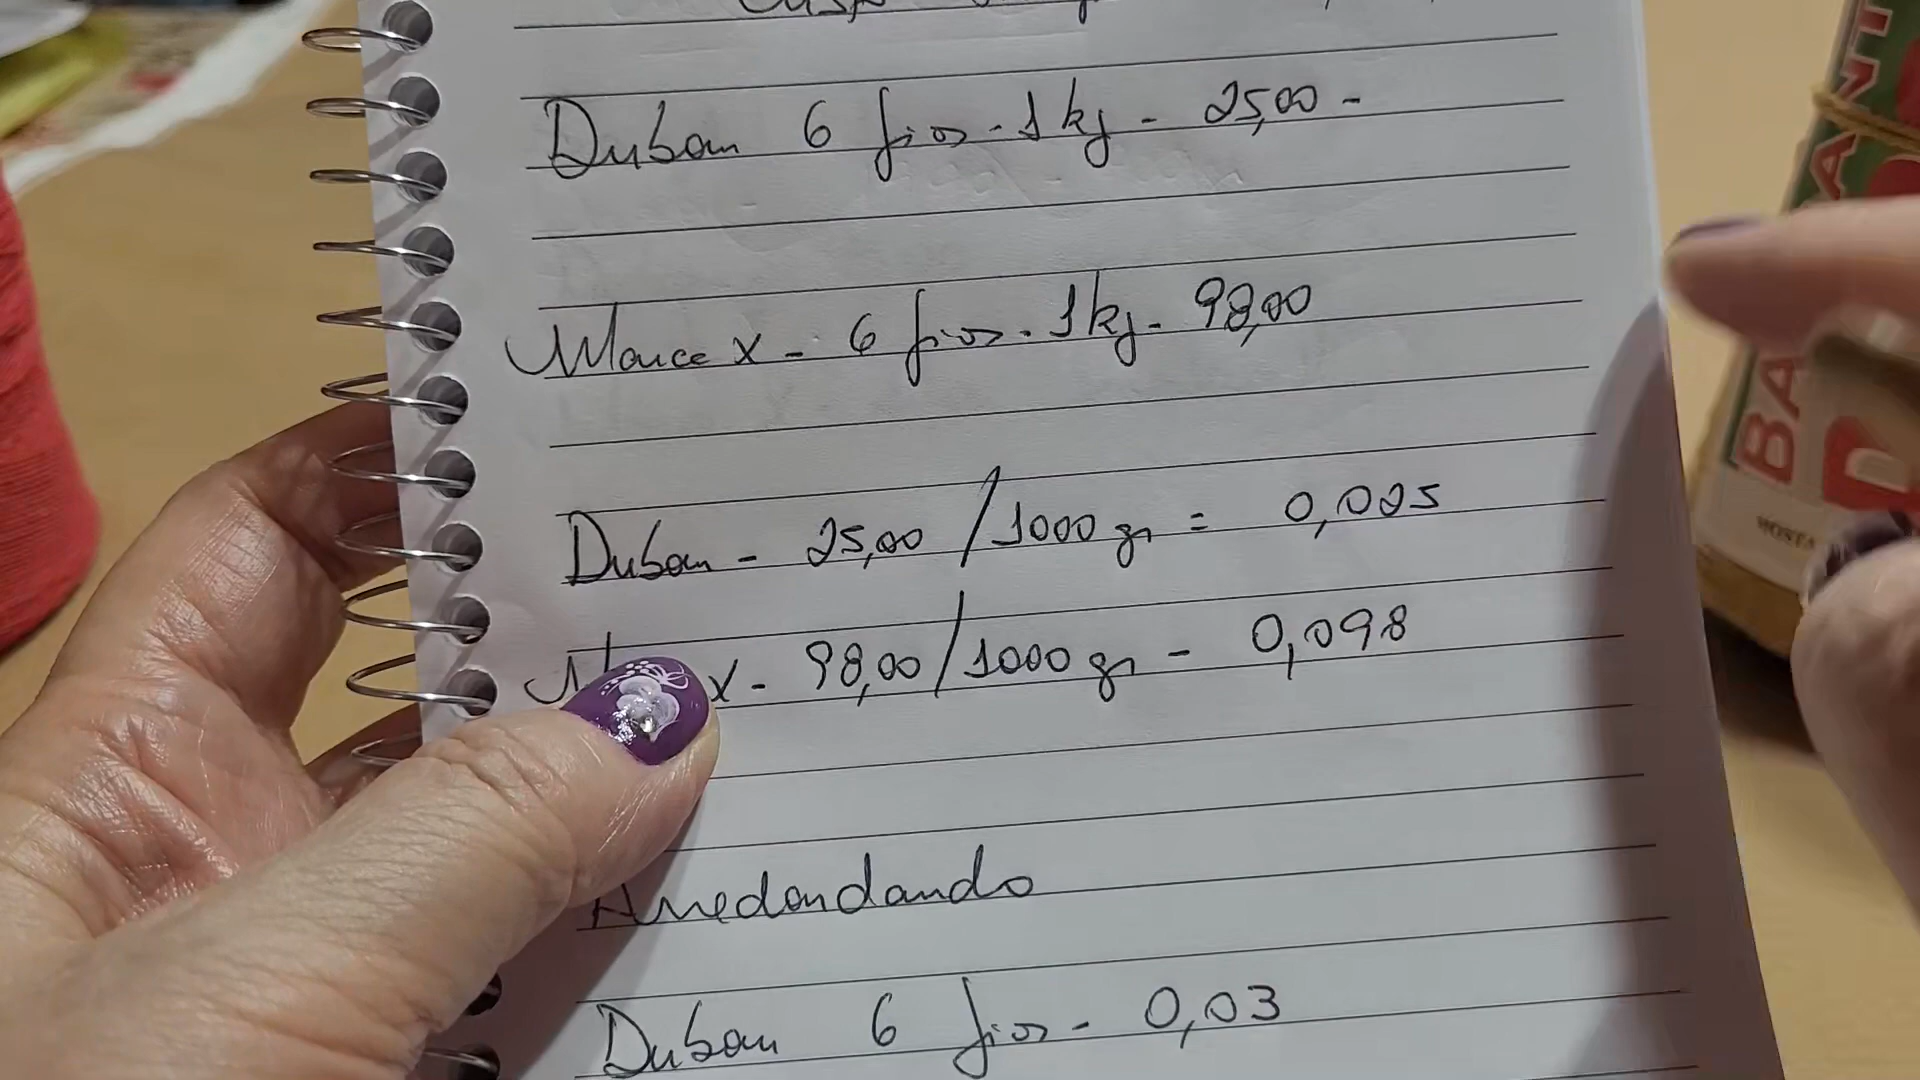 Duban 6 fios - 1 kg - 25,00 -
Marca X - 6 fios - 1 kg - 98,00
Duban - 25,00 / 1000 gr = 0,025
X - 98,00 / 1000 gr - 0,098
Arredondando
Duban 6 fios - 0,03